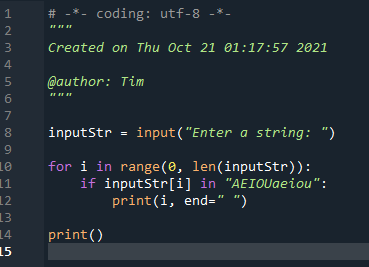 1 # -*- coding: utf-8 -*-
2 """
3 Created on Thu Oct 21 01:17:57 2021
4
5 @author: Tim
6 """
7
8 inputStr = input("Enter a string: ")
9
10 for i in range(0, len(inputStr)):
11     if inputStr[i] in "AEIOUaeiou":
12         print(i, end=" ")
13
14 print()
15